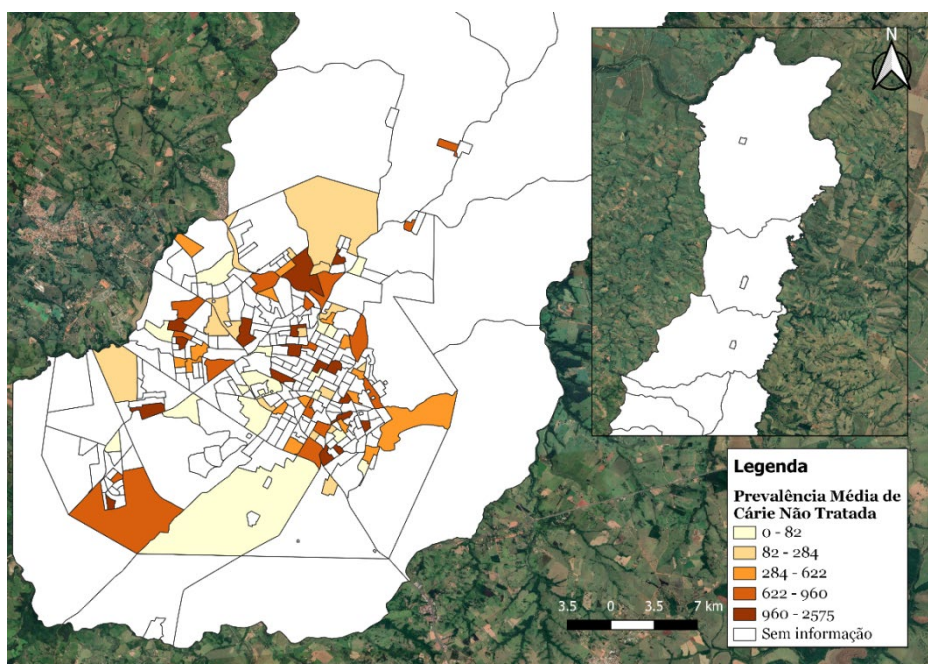 N
Legenda
Prevalência Média de
Cárie Não Tratada
0 - 82
82 - 284
284 - 622
622 - 960
960 - 2575
Sem informação
3.5 0 3.5 7 km